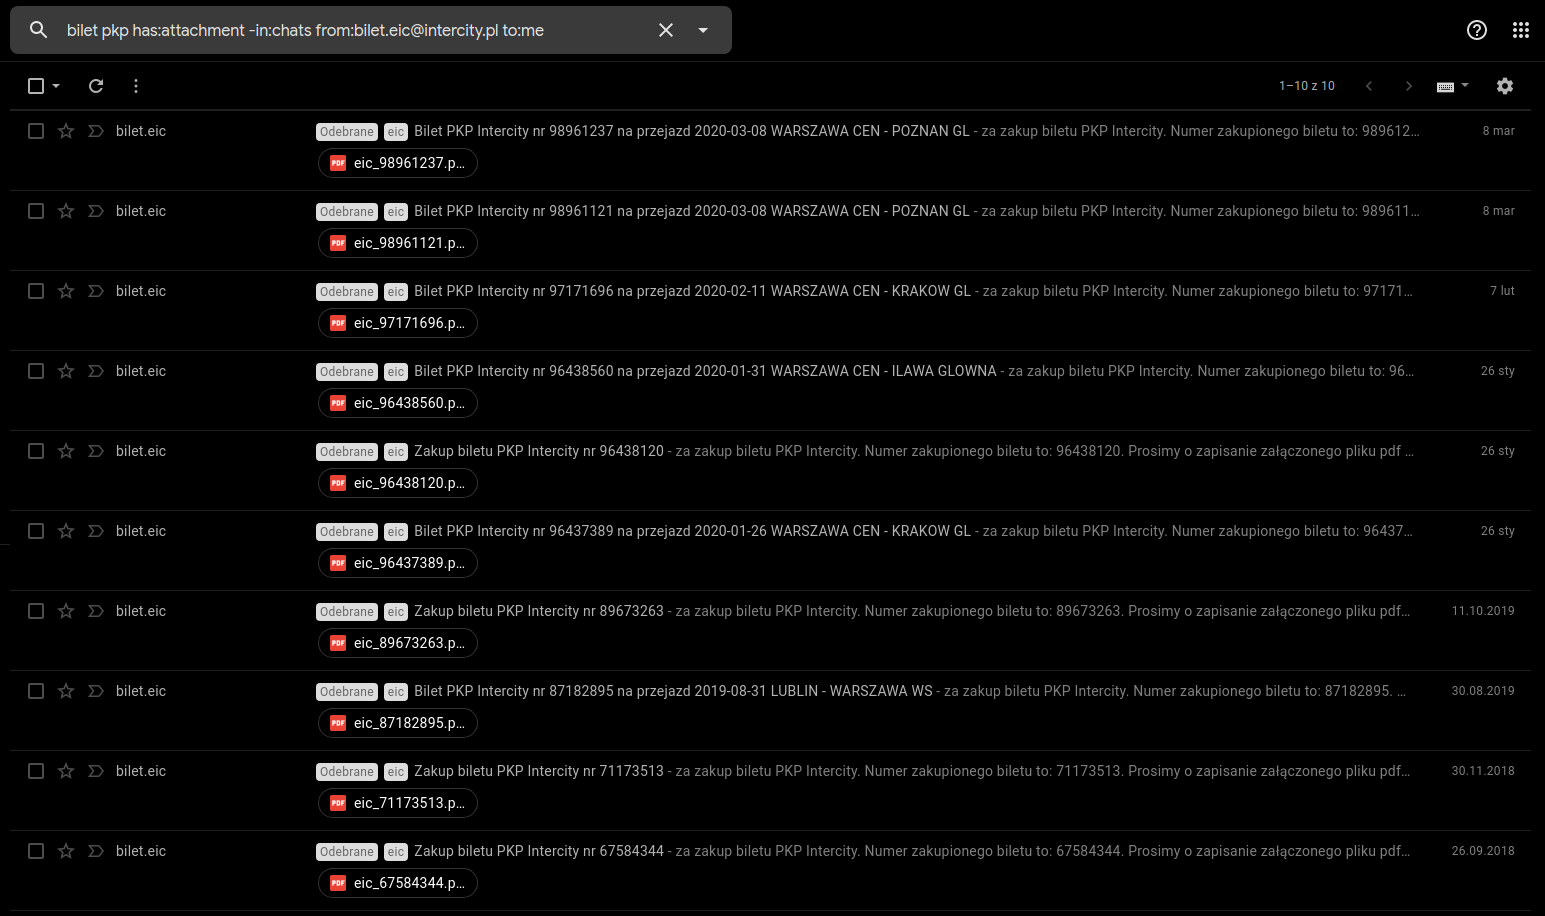 bilet pkp has:attachment -in:chats from:bilet.eic@intercity.pl to:me
1–10 z 10
bilet.eic Odebrane eic Bilet PKP Intercity nr 98961237 na przejazd 2020-03-08 WARSZAWA CEN - POZNAN GL - za zakup biletu PKP Intercity. Numer zakupionego biletu to: 989612… 8 mar
PDF eic_98961237.p…
bilet.eic Odebrane eic Bilet PKP Intercity nr 98961121 na przejazd 2020-03-08 WARSZAWA CEN - POZNAN GL - za zakup biletu PKP Intercity. Numer zakupionego biletu to: 989611… 8 mar
PDF eic_98961121.p…
bilet.eic Odebrane eic Bilet PKP Intercity nr 97171696 na przejazd 2020-02-11 WARSZAWA CEN - KRAKOW GL - za zakup biletu PKP Intercity. Numer zakupionego biletu to: 97171… 7 lut
PDF eic_97171696.p…
bilet.eic Odebrane eic Bilet PKP Intercity nr 96438560 na przejazd 2020-01-31 WARSZAWA CEN - ILAWA GLOWNA - za zakup biletu PKP Intercity. Numer zakupionego biletu to: 96… 26 sty
PDF eic_96438560.p…
bilet.eic Odebrane eic Zakup biletu PKP Intercity nr 96438120 - za zakup biletu PKP Intercity. Numer zakupionego biletu to: 96438120. Prosimy o zapisanie załączonego pliku pdf … 26 sty
PDF eic_96438120.p…
bilet.eic Odebrane eic Bilet PKP Intercity nr 96437389 na przejazd 2020-01-26 WARSZAWA CEN - KRAKOW GL - za zakup biletu PKP Intercity. Numer zakupionego biletu to: 96437… 26 sty
PDF eic_96437389.p…
bilet.eic Odebrane eic Zakup biletu PKP Intercity nr 89673263 - za zakup biletu PKP Intercity. Numer zakupionego biletu to: 89673263. Prosimy o zapisanie załączonego pliku pdf… 11.10.2019
PDF eic_89673263.p…
bilet.eic Odebrane eic Bilet PKP Intercity nr 87182895 na przejazd 2019-08-31 LUBLIN - WARSZAWA WS - za zakup biletu PKP Intercity. Numer zakupionego biletu to: 87182895. … 30.08.2019
PDF eic_87182895.p…
bilet.eic Odebrane eic Zakup biletu PKP Intercity nr 71173513 - za zakup biletu PKP Intercity. Numer zakupionego biletu to: 71173513. Prosimy o zapisanie załączonego pliku pdf… 30.11.2018
PDF eic_71173513.p…
bilet.eic Odebrane eic Zakup biletu PKP Intercity nr 67584344 - za zakup biletu PKP Intercity. Numer zakupionego biletu to: 67584344. Prosimy o zapisanie załączonego pliku pdf… 26.09.2018
PDF eic_67584344.p…